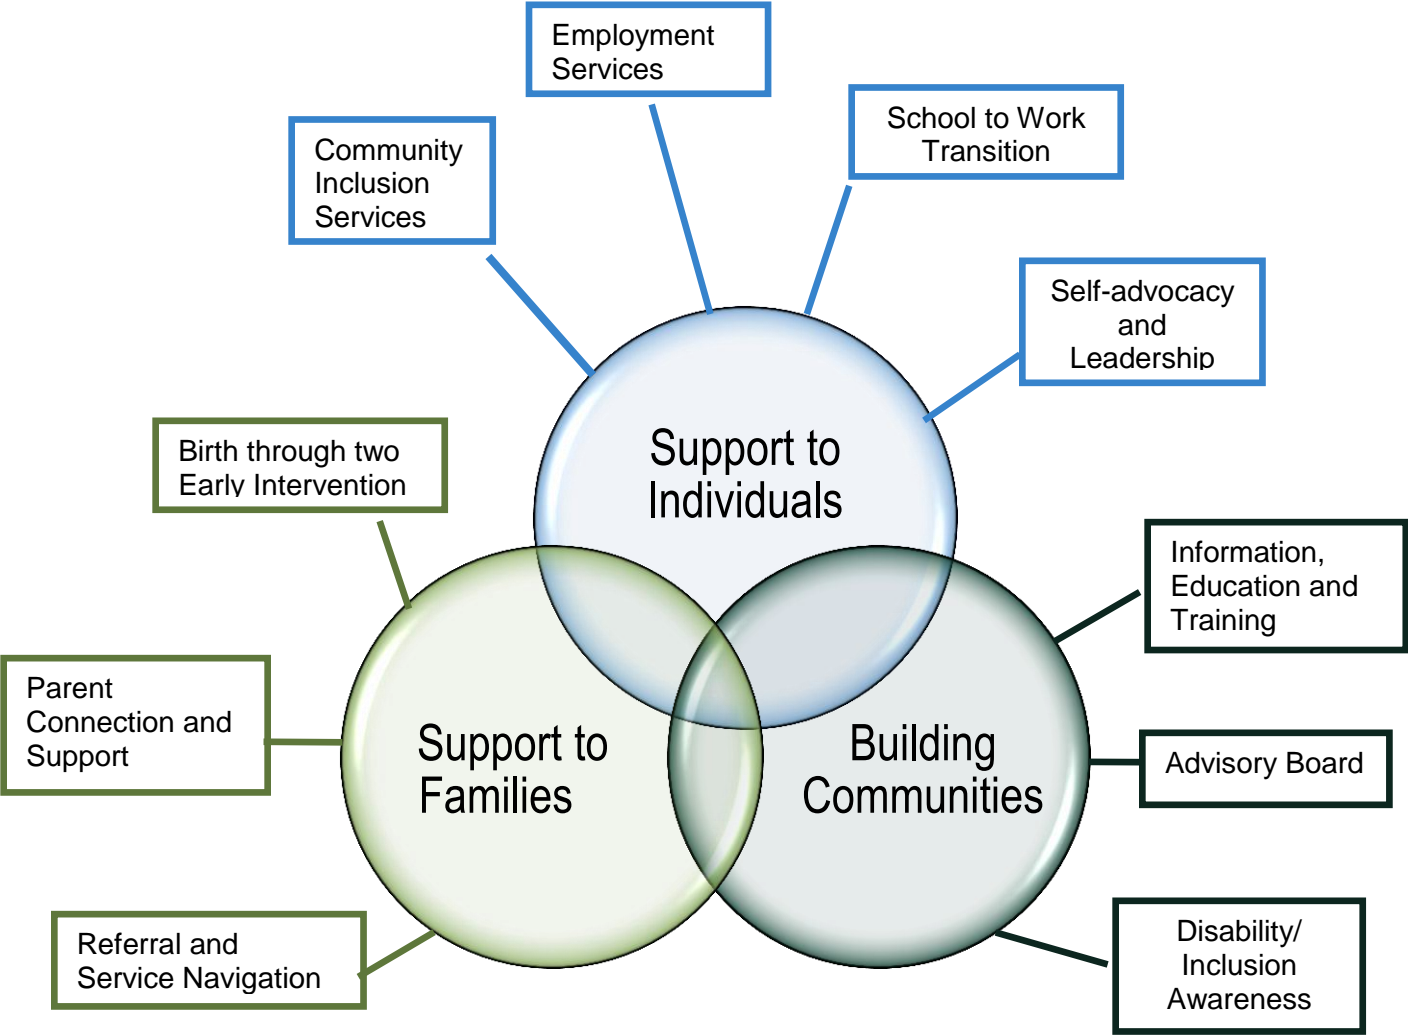 Employment
Services
School to Work
Transition
Community
Inclusion
Services
Self-advocacy
and
Leadership
Support to
Individuals
Birth through two
Early Intervention
Information,
Education and
Training
Parent
Connection and
Support
Support to
Families
Building
Communities
Advisory Board
Referral and
Service Navigation
Disability/
Inclusion
Awareness